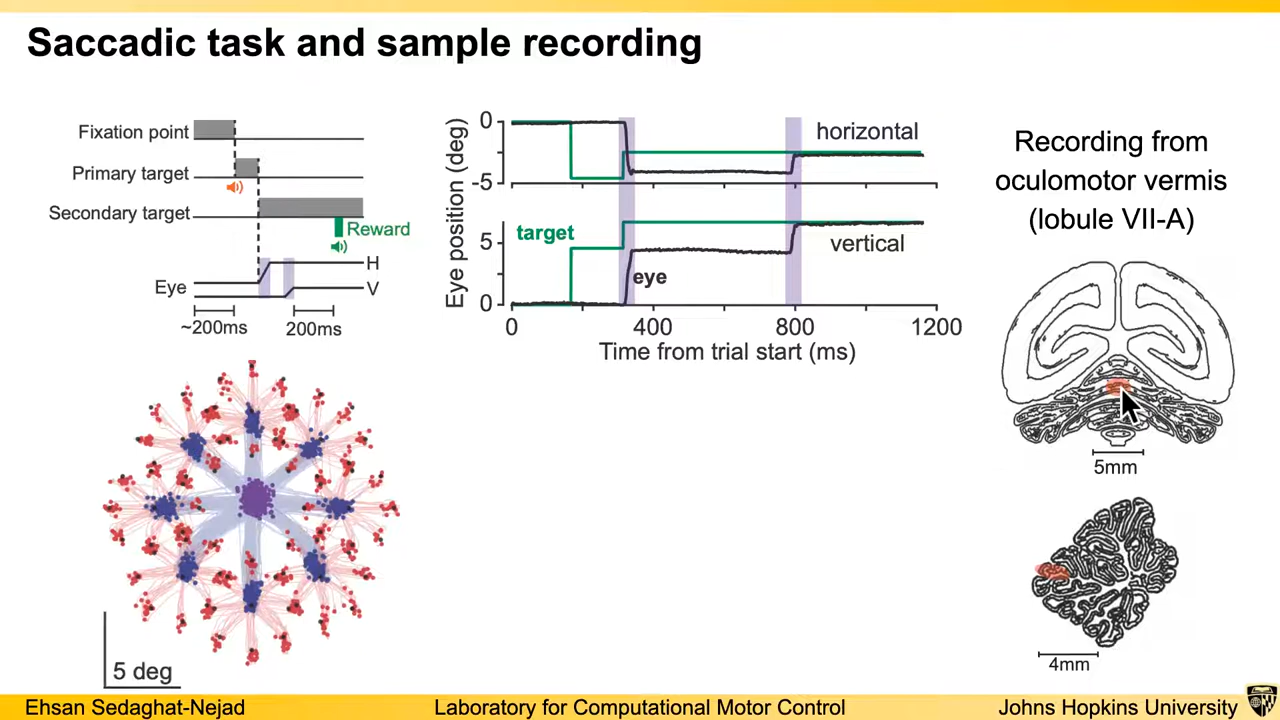 Saccadic task and sample recording
Fixation point
Primary target
Secondary target
Reward
Eye
H
V
~200ms
200ms
5 deg
Eye position (deg)
0
-5
horizontal
5
0
target
eye
vertical
0
400
800
1200
Time from trial start (ms)
Recording from
oculomotor vermis
(lobule VII-A)
5mm
4mm
Ehsan Sedaghat-Nejad
Laboratory for Computational Motor Control
Johns Hopkins University